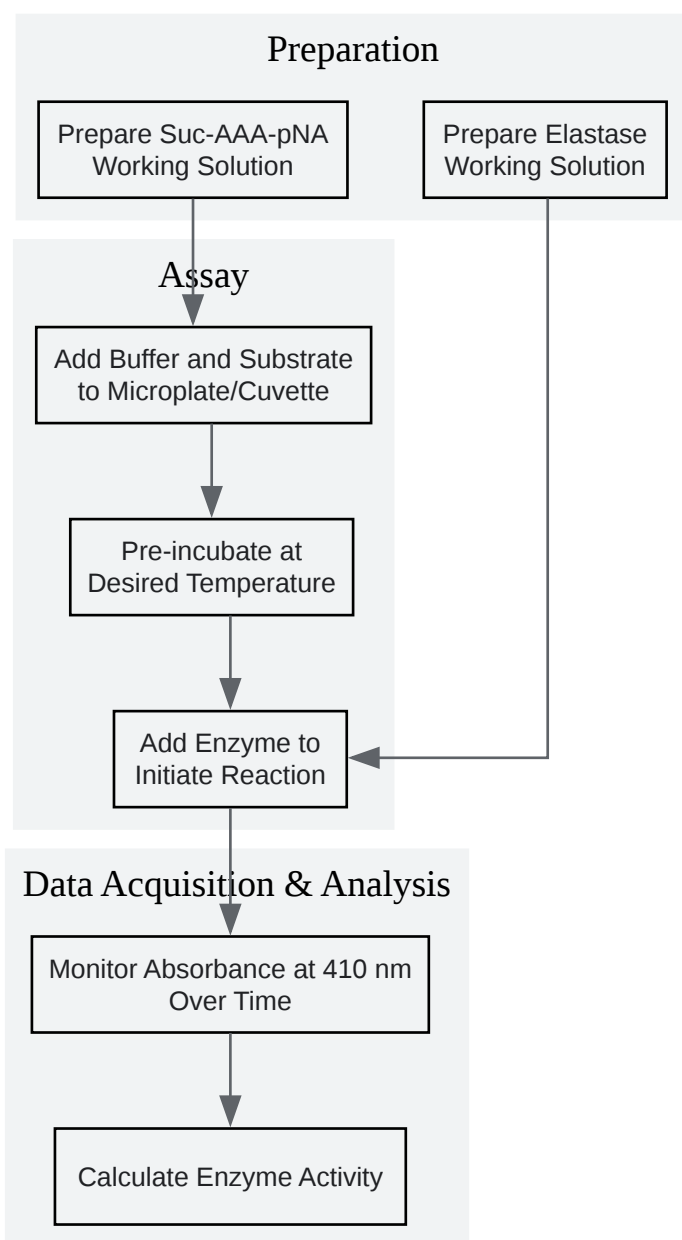 Preparation
Prepare Suc-AAA-pNA
Working Solution
Prepare Elastase
Working Solution
Assay
Add Buffer and Substrate
to Microplate/Cuvette
Pre-incubate at
Desired Temperature
Add Enzyme to
Initiate Reaction
Data Acquisition & Analysis
Monitor Absorbance at 410 nm
Over Time
Calculate Enzyme Activity